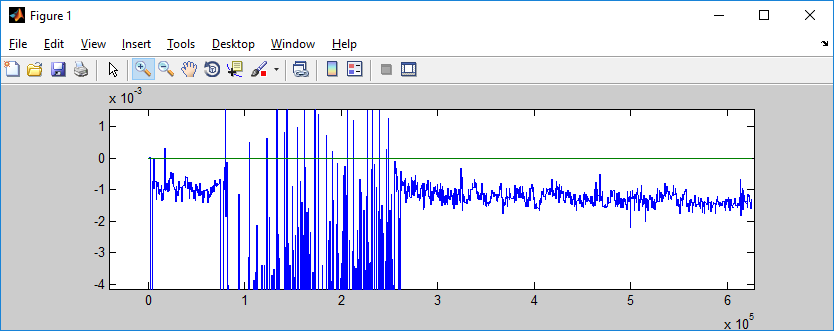 Figure 1
File Edit View Insert Tools Desktop Window Help
x 10^-3
1
0
-1
-2
-3
-4
0 1 2 3 4 5 6
x 10^5